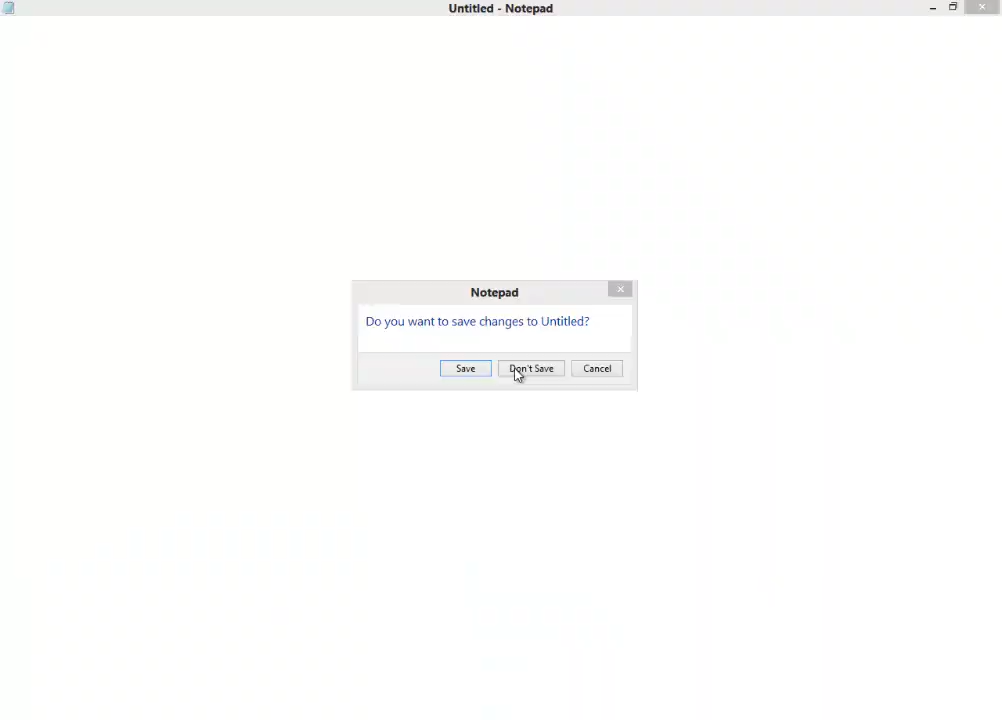 Untitled - Notepad
Notepad
Do you want to save changes to Untitled?
Save
Don't Save
Cancel